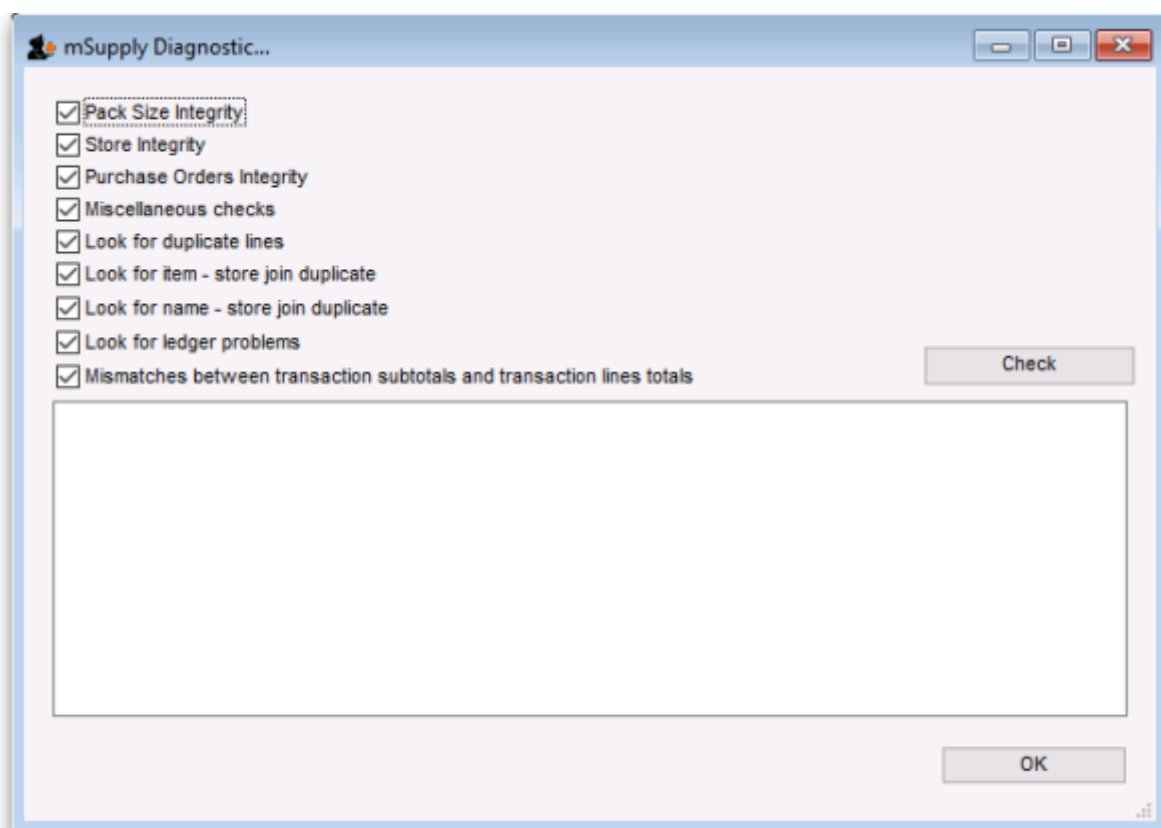 mSupply Diagnostic...
Pack Size Integrity
Store Integrity
Purchase Orders Integrity
Miscellaneous checks
Look for duplicate lines
Look for item - store join duplicate
Look for name - store join duplicate
Look for ledger problems
Mismatches between transaction subtotals and transaction lines totals
Check
OK